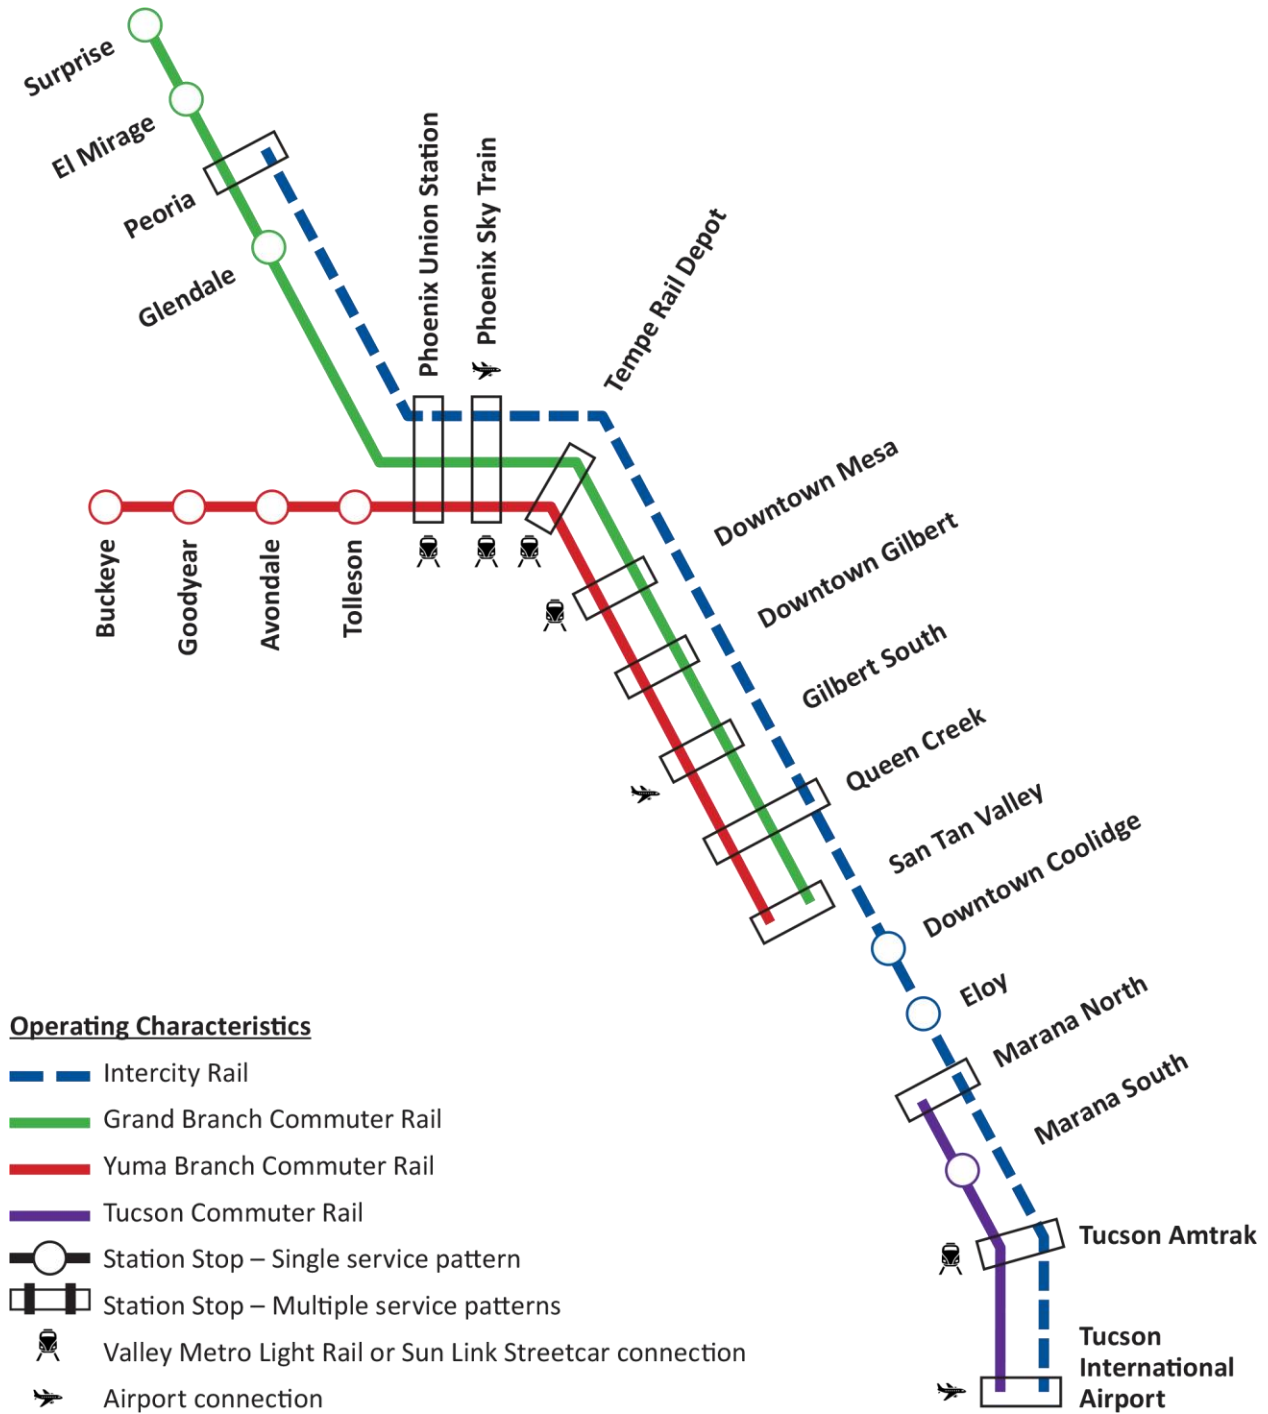 Surprise
El Mirage
Peoria
Glendale
Phoenix Union Station
Phoenix Sky Train
Tempe Rail Depot
Buckeye
Goodyear
Avondale
Tolleson
Downtown Mesa
Downtown Gilbert
Gilbert South
Queen Creek
San Tan Valley
Downtown Coolidge
Eloy
Marana North
Marana South
Tucson Amtrak
Tucson
International
Airport
Operating Characteristics
Intercity Rail
Grand Branch Commuter Rail
Yuma Branch Commuter Rail
Tucson Commuter Rail
Station Stop – Single service pattern
Station Stop – Multiple service patterns
Valley Metro Light Rail or Sun Link Streetcar connection
Airport connection